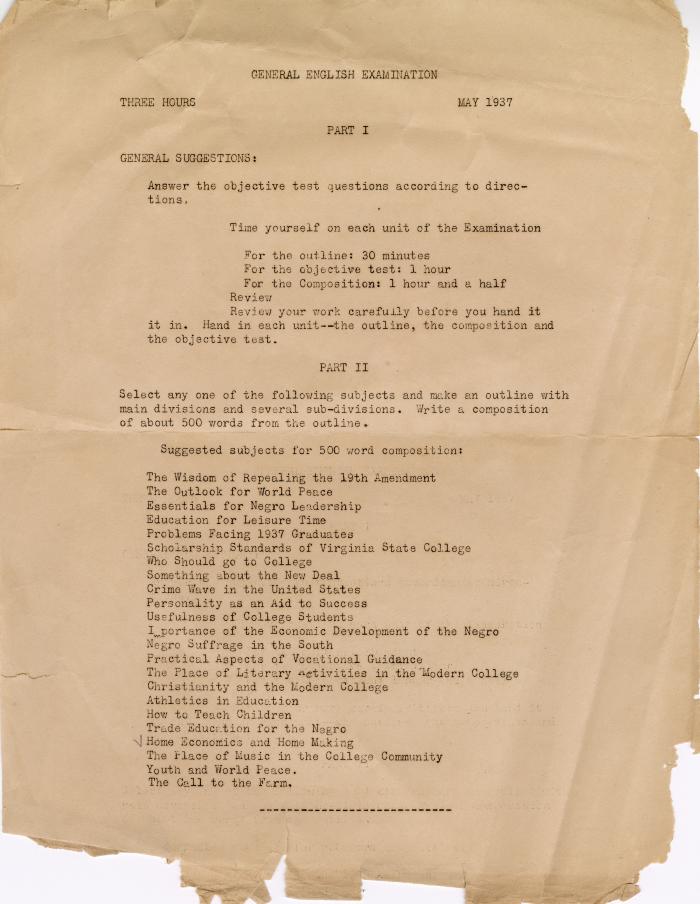 GENERAL ENGLISH EXAMINATION
THREE HOURS MAY 1937
PART I
GENERAL SUGGESTIONS:
Answer the objective test questions according to direc-
tions.
Time yourself on each unit of the Examination
For the outline: 30 minutes
For the objective test: 1 hour
For the Composition: 1 hour and a half
Review
Review your work carefully before you hand it
it in. Hand in each unit--the outline, the composition and
the objective test.
PART II
Select any one of the following subjects and make an outline with
main divisions and several sub-divisions. Write a composition
of about 500 words from the outline.
Suggested subjects for 500 word composition:
The Wisdom of Repealing the 19th Amendment
The Outlook for World Peace
Essentials for Negro Leadership
Education for Leisure Time
Problems Facing 1937 Graduates
Scholarship Standards of Virginia State College
Who Should go to College
Something about the New Deal
Crime Wave in the United States
Personality as an Aid to Success
Usefulness of College Students
I portance of the Economic Development of the Negro
Negro Suffrage in the South
Practical Aspects of Vocational Guidance
The Place of Literary Activities in the Modern College
Christianity and the Modern College
Athletics in Education
How to Teach Children
Trade Education for the Negro
✓ Home Economics and Home Making
The Place of Music in the College Community
Youth and World Peace.
The Call to the Farm.
----------------------------